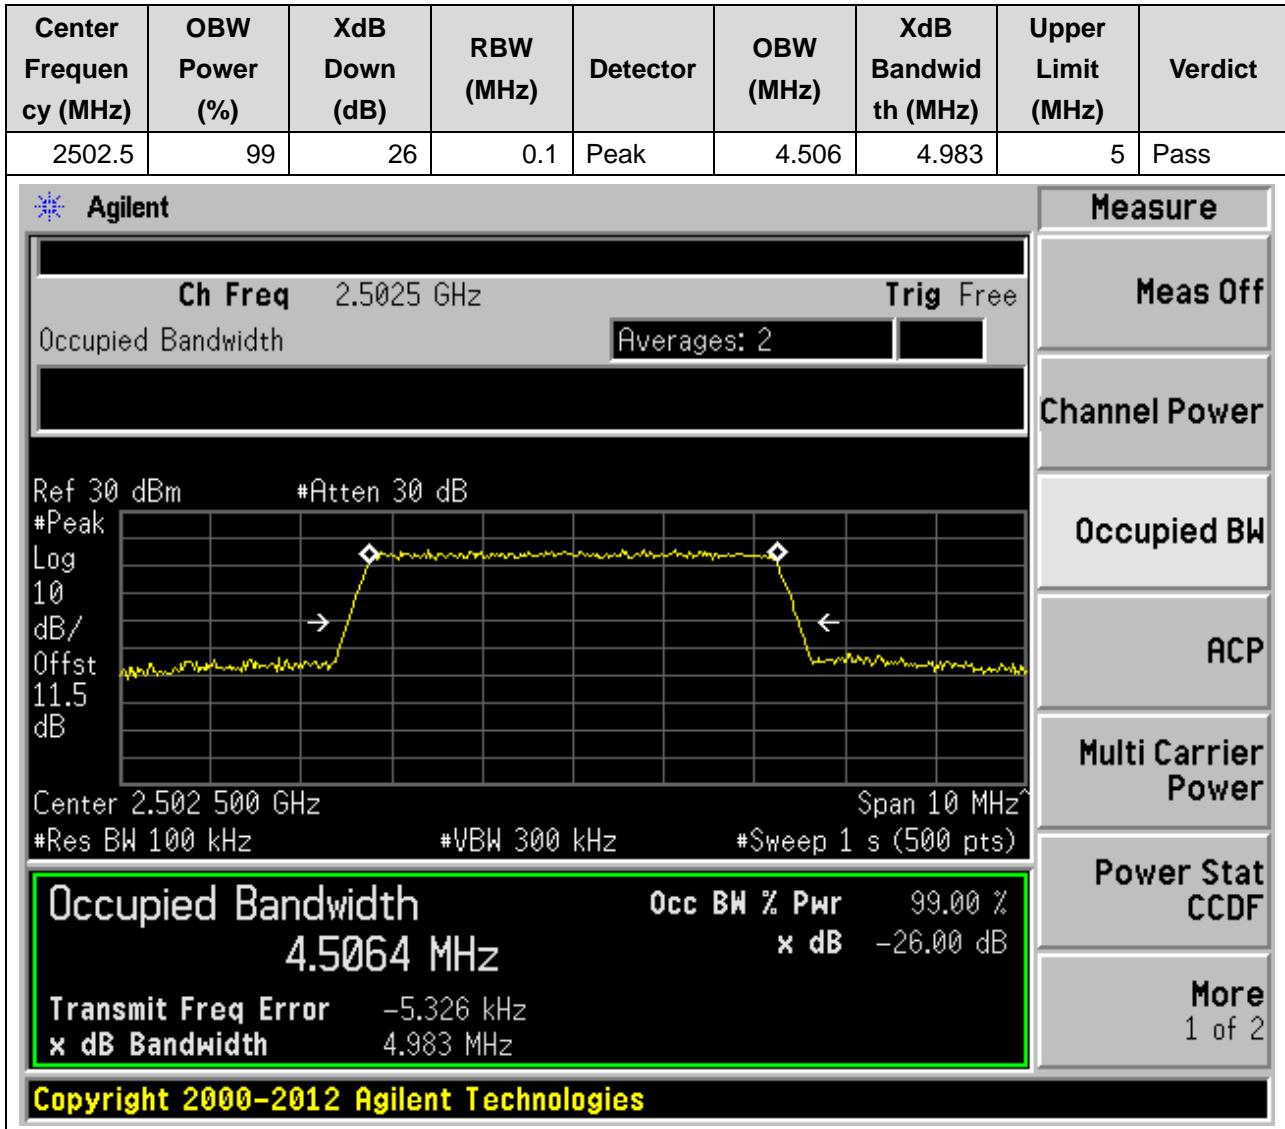 Center Frequen cy (MHz) OBW Power (%) XdB Down (dB) RBW (MHz) Detector OBW (MHz) XdB Bandwid th (MHz) Upper Limit (MHz) Verdict
2502.5 99 26 0.1 Peak 4.506 4.983 5 Pass
Agilent
Ch Freq 2.5025 GHz Trig Free
Occupied Bandwidth Averages: 2
Ref 30 dBm #Atten 30 dB
#Peak
Log
10
dB/
Offst
11.5
dB
Center 2.502 500 GHz Span 10 MHz^
#Res BW 100 kHz #VBW 300 kHz #Sweep 1 s (500 pts)
Occupied Bandwidth Occ BW % Pwr 99.00 %
4.5064 MHz x dB -26.00 dB
Transmit Freq Error -5.326 kHz
x dB Bandwidth 4.983 MHz
Copyright 2000-2012 Agilent Technologies
Measure
Meas Off
Channel Power
Occupied BW
ACP
Multi Carrier
Power
Power Stat
CCDF
More
1 of 2